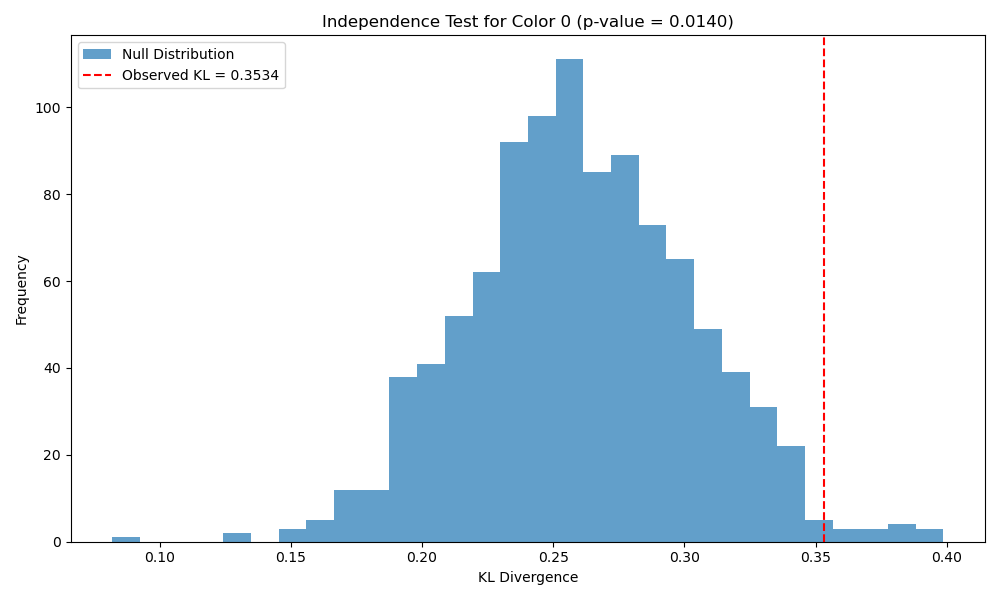 Independence Test for Color 0 (p-value = 0.0140)
Null Distribution
Observed KL = 0.3534
Frequency
100
80
60
40
20
0
0.10 0.15 0.20 0.25 0.30 0.35 0.40
KL Divergence